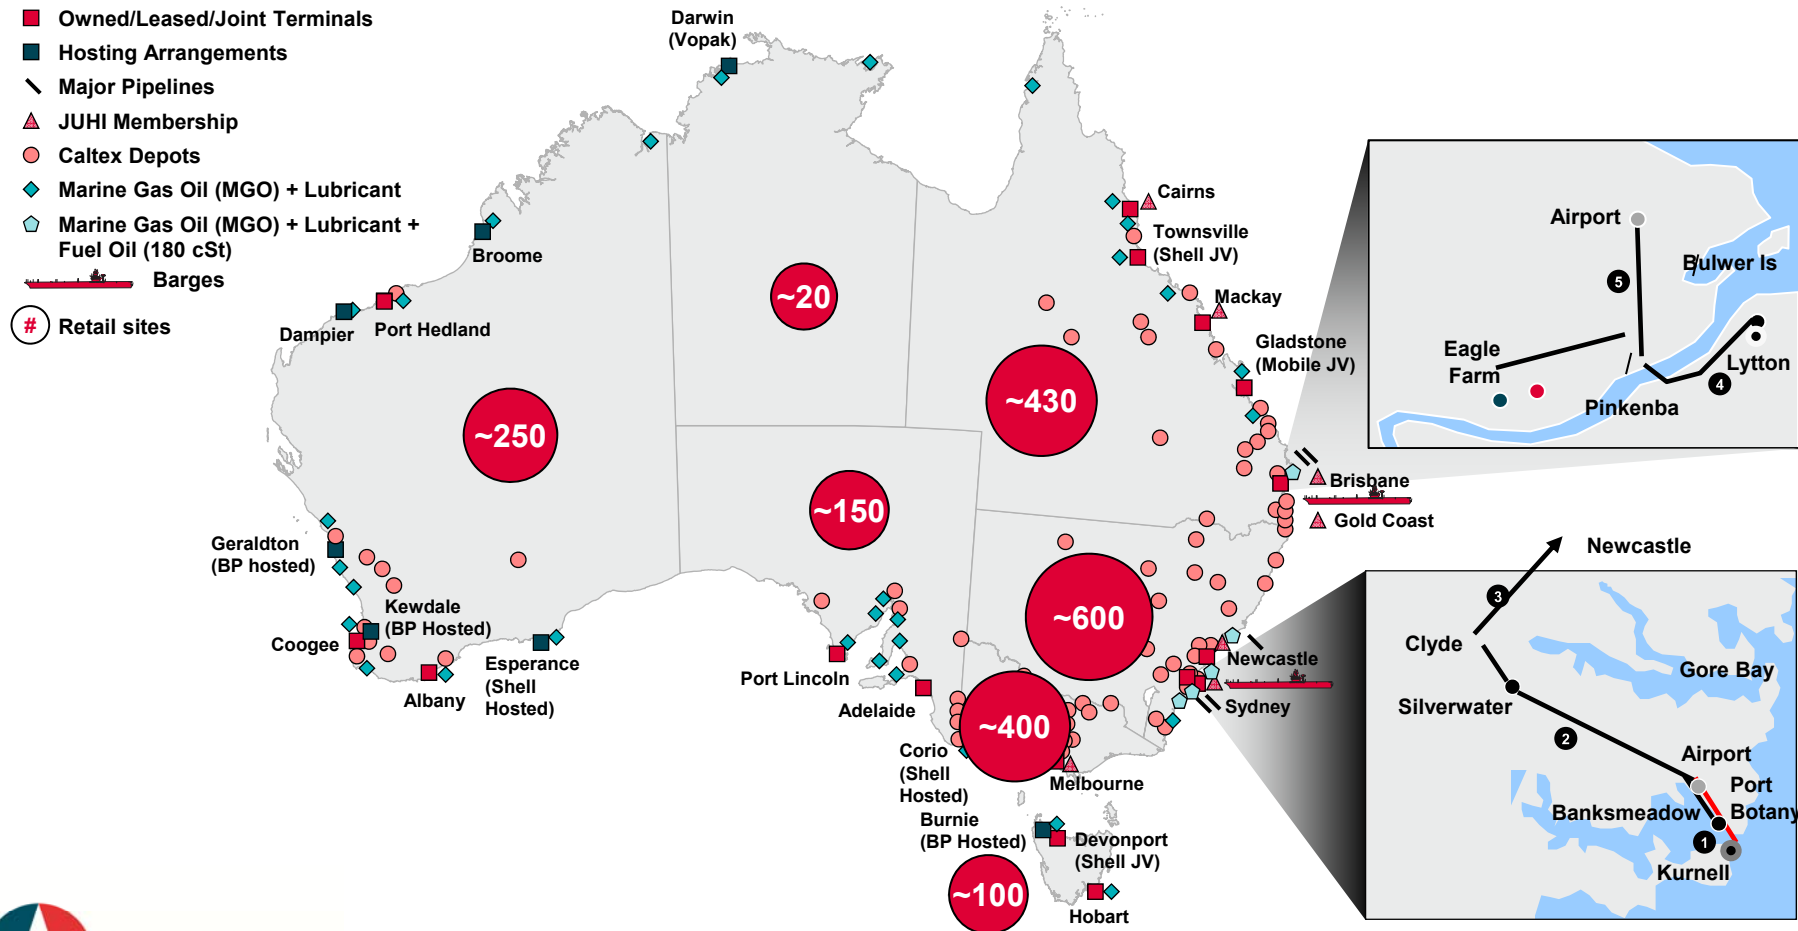 Owned/Leased/Joint Terminals
Hosting Arrangements
Major Pipelines
JUHI Membership
Caltex Depots
Marine Gas Oil (MGO) + Lubricant
Marine Gas Oil (MGO) + Lubricant +
Fuel Oil (180 cSt)
Barges
# Retail sites
Darwin
(Vopak)
Broome
Dampier
Port Hedland
Geraldton
(BP hosted)
Kewdale
(BP Hosted)
Coogee
Albany
Esperance
(Shell
Hosted)
Port Lincoln
Adelaide
Corio
(Shell
Hosted)
Burnie
(BP Hosted)
Melbourne
Devonport
(Shell JV)
Hobart
Cairns
Townsville
(Shell JV)
Mackay
Gladstone
(Mobile JV)
Brisbane
Gold Coast
Newcastle
Sydney
~20
~430
~250
~150
~600
~400
~100
Airport
Bulwer Is
5
Eagle
Farm
Lytton
4
Pinkenba
Newcastle
3
Clyde
Gore Bay
Silverwater
2
Airport
Port
Botany
Banksmeadow
1
Kurnell